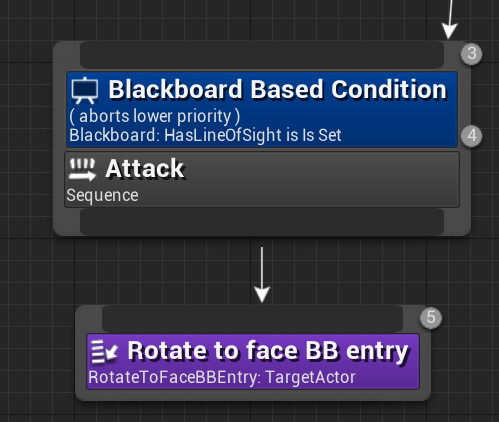 3
Blackboard Based Condition
( aborts lower priority )
Blackboard: HasLineOfSight is Is Set
4
Attack
Sequence
5
Rotate to face BB entry
RotateToFaceBBEntry: TargetActor